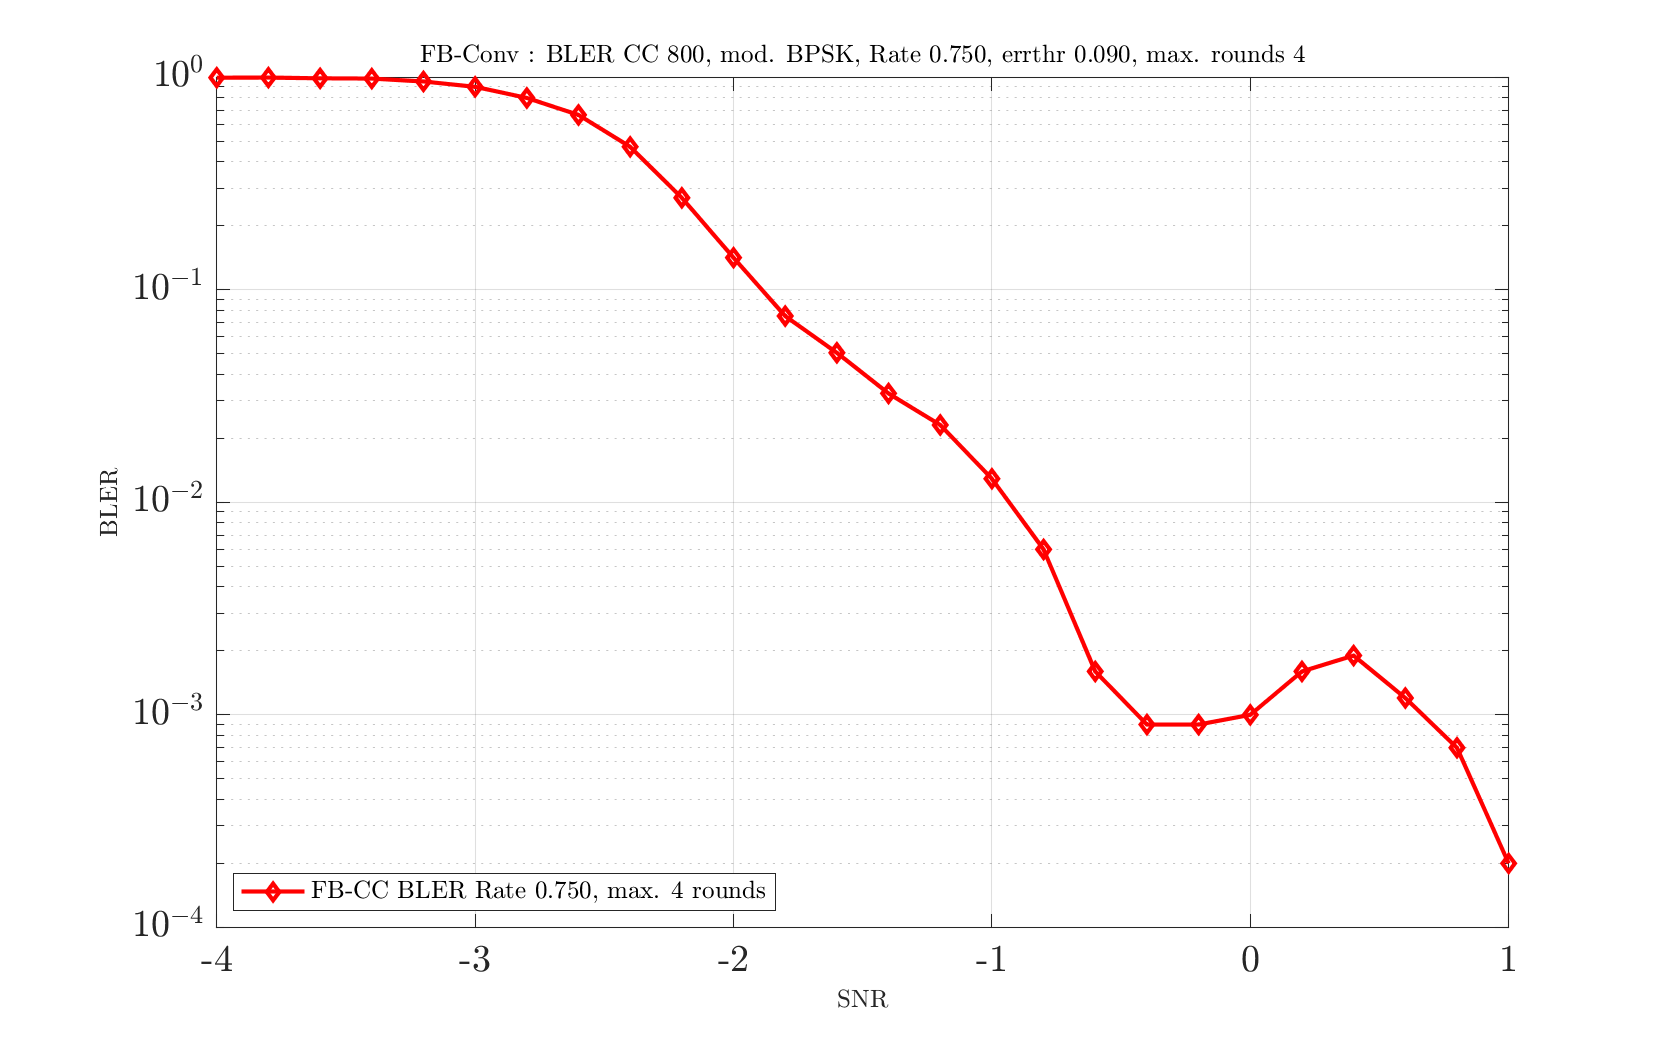 FB-Conv : BLER CC 800, mod. BPSK, Rate 0.750, errthr 0.090, max. rounds 4
10^0
10^-1
10^-2
10^-3
10^-4
BLER
FB-CC BLER Rate 0.750, max. 4 rounds
-4 -3 -2 -1 0 1
SNR